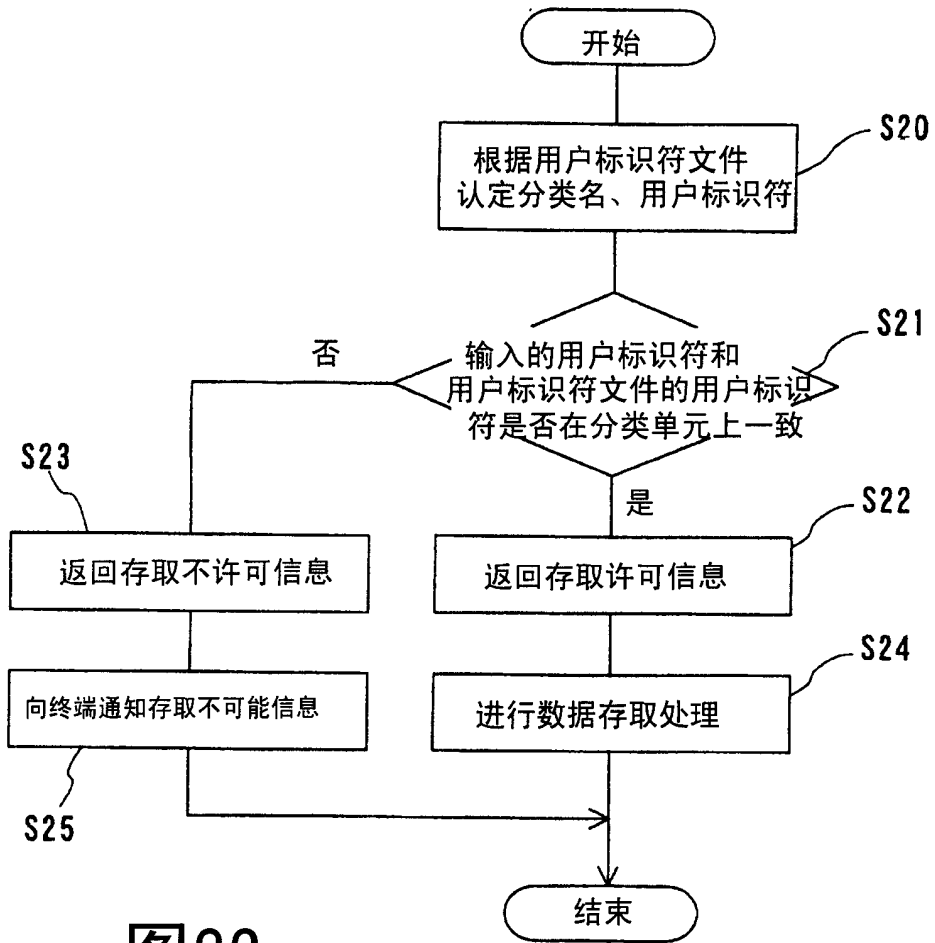 开始
S20
根据用户标识符文件
认定分类名、用户标识符
S21
输入的用户标识符和
用户标识符文件的用户标识
符是否在分类单元上一致
否
是
S23
返回存取不许可信息
S22
返回存取许可信息
向终端通知存取不可能信息
S25
S24
进行数据存取处理
结束